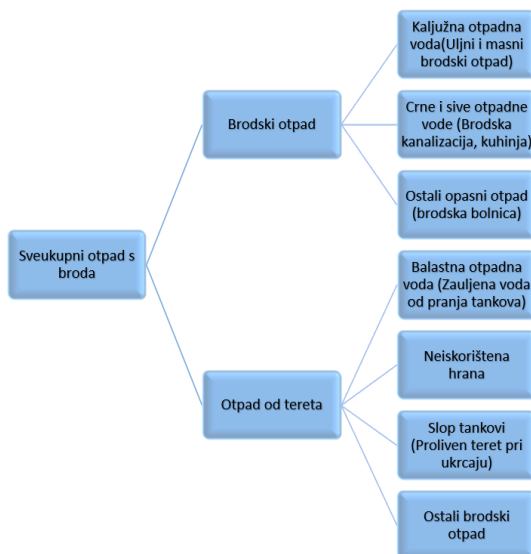 Sveukupni otpad s
broda
Brodski otpad
Kaljužna otpadna
voda(Uljni i masni
brodski otpad)
Crne i sive otpadne
vode (Brodska
kanalizacija, kuhinja)
Ostali opasni otpad
(brodska bolnica)
Otpad od tereta
Balastna otpadna
voda (Zauljena voda
od pranja tankova)
Neiskorištena
hrana
Slop tankovi
(Proliven teret pri
ukrcaju)
Ostali brodski
otpad